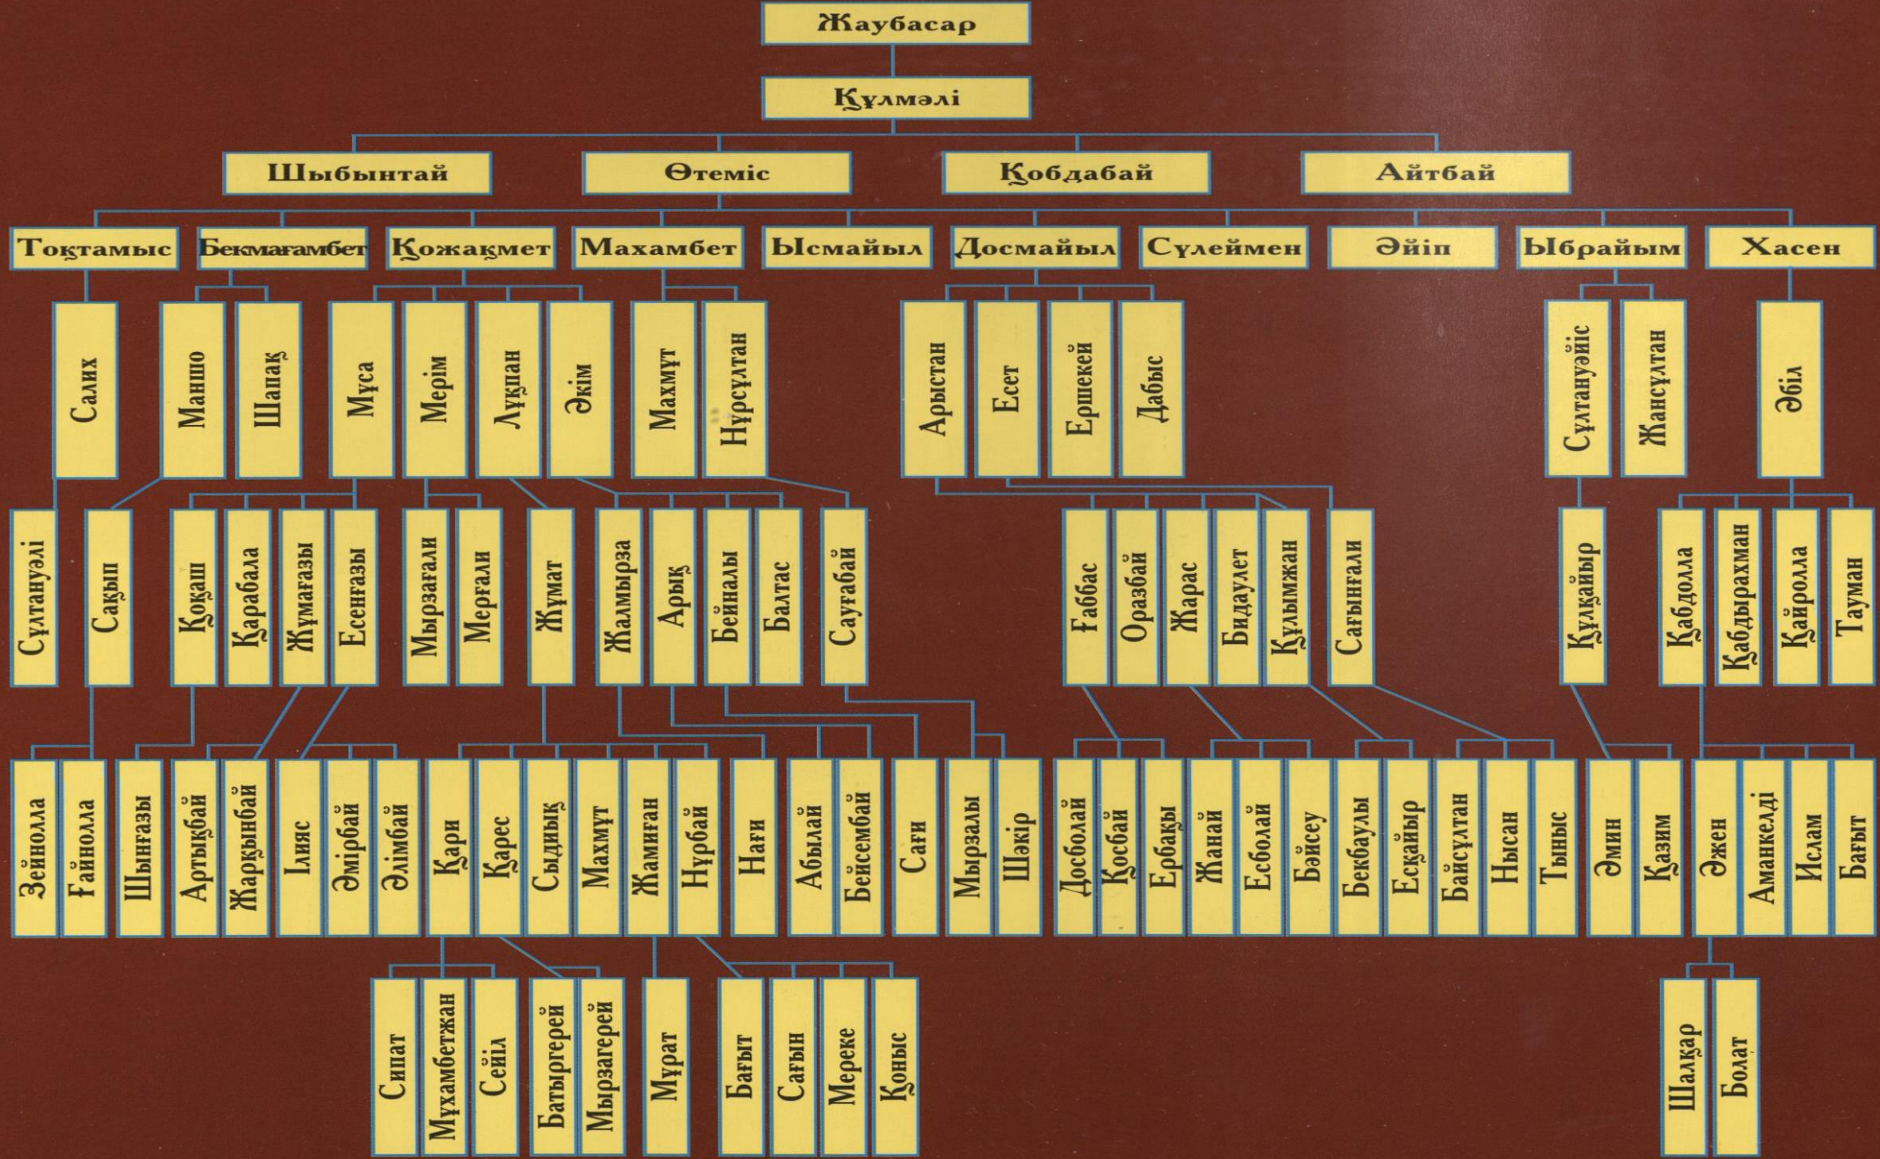 Жаубасар
Құлмәлі
Шыбынтай
Өтеміс
Қобдабай
Айтбай
Тоқтамыс
Бекмағамбет
Қожақмет
Махамбет
Ысмайыл
Досмайыл
Сүлеймен
Әйіп
Ыбрайым
Хасен
Салих
Маншо
Шапақ
Мұса
Мерім
Лұқпан
Әкім
Махмұт
Нұрсұлтан
Арыстан
Есет
Ершекей
Дабыс
Сұлтануәйіс
Жансұлтан
Әбіл
Сұлтануәлі
Сақып
Қоқаш
Қарабала
Жұмағазы
Есенғазы
Мырзағали
Мерғали
Жұмат
Жалмырза
Арық
Бейналы
Балтас
Сауғабай
Ғаббас
Оразбай
Жарас
Бидаулет
Құлымжан
Сағынғали
Құлқайыр
Қабдолла
Қабдырахман
Қайролла
Тауман
Зейнолла
Ғайнолла
Шынғазы
Артықбай
Жарқынбай
Ілияс
Әмірбай
Әлімбай
Қари
Қарес
Сыдиық
Махмұт
Жамиған
Нұрбай
Наги
Абылай
Бейсембай
Саги
Мырзалы
Шәкір
Досболай
Қосбай
Ербақы
Жанай
Есболай
Бәйсеу
Бекбаулы
Есқайыр
Байсұлтан
Нысан
Тыныс
Әмин
Қазим
Әжен
Аманкелді
Ислам
Бағыт
Сипат
Мұхамбетжан
Сейіл
Батыргерей
Мырзагерей
Мұрат
Бағыт
Сағын
Мереке
Қоныс
Шалқар
Болат